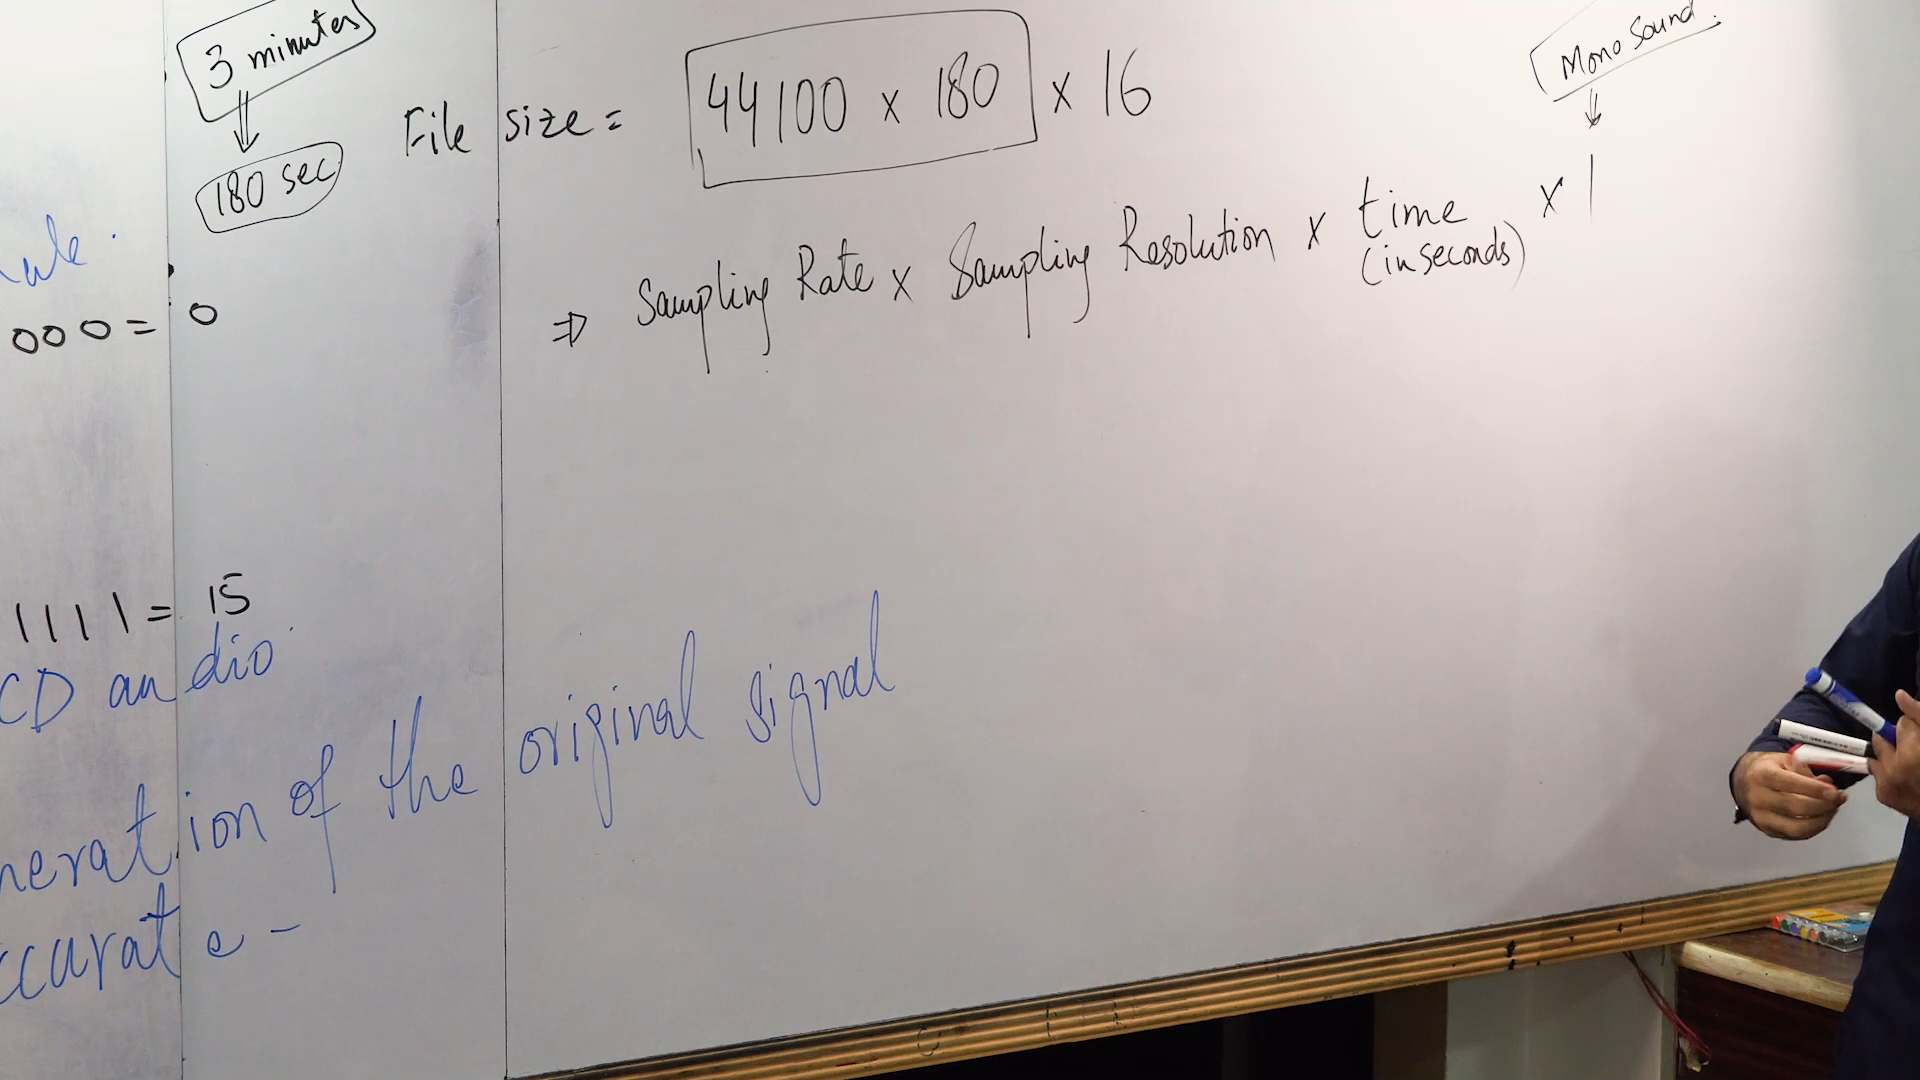 3 minutes
180 sec
File size = 44100 x 180 x 16
Mono Sound.
⇒ Sampling Rate x Sampling Resolution x time (in seconds) x 1
000 = 0
1111 = 15
CD audio
of the original signal